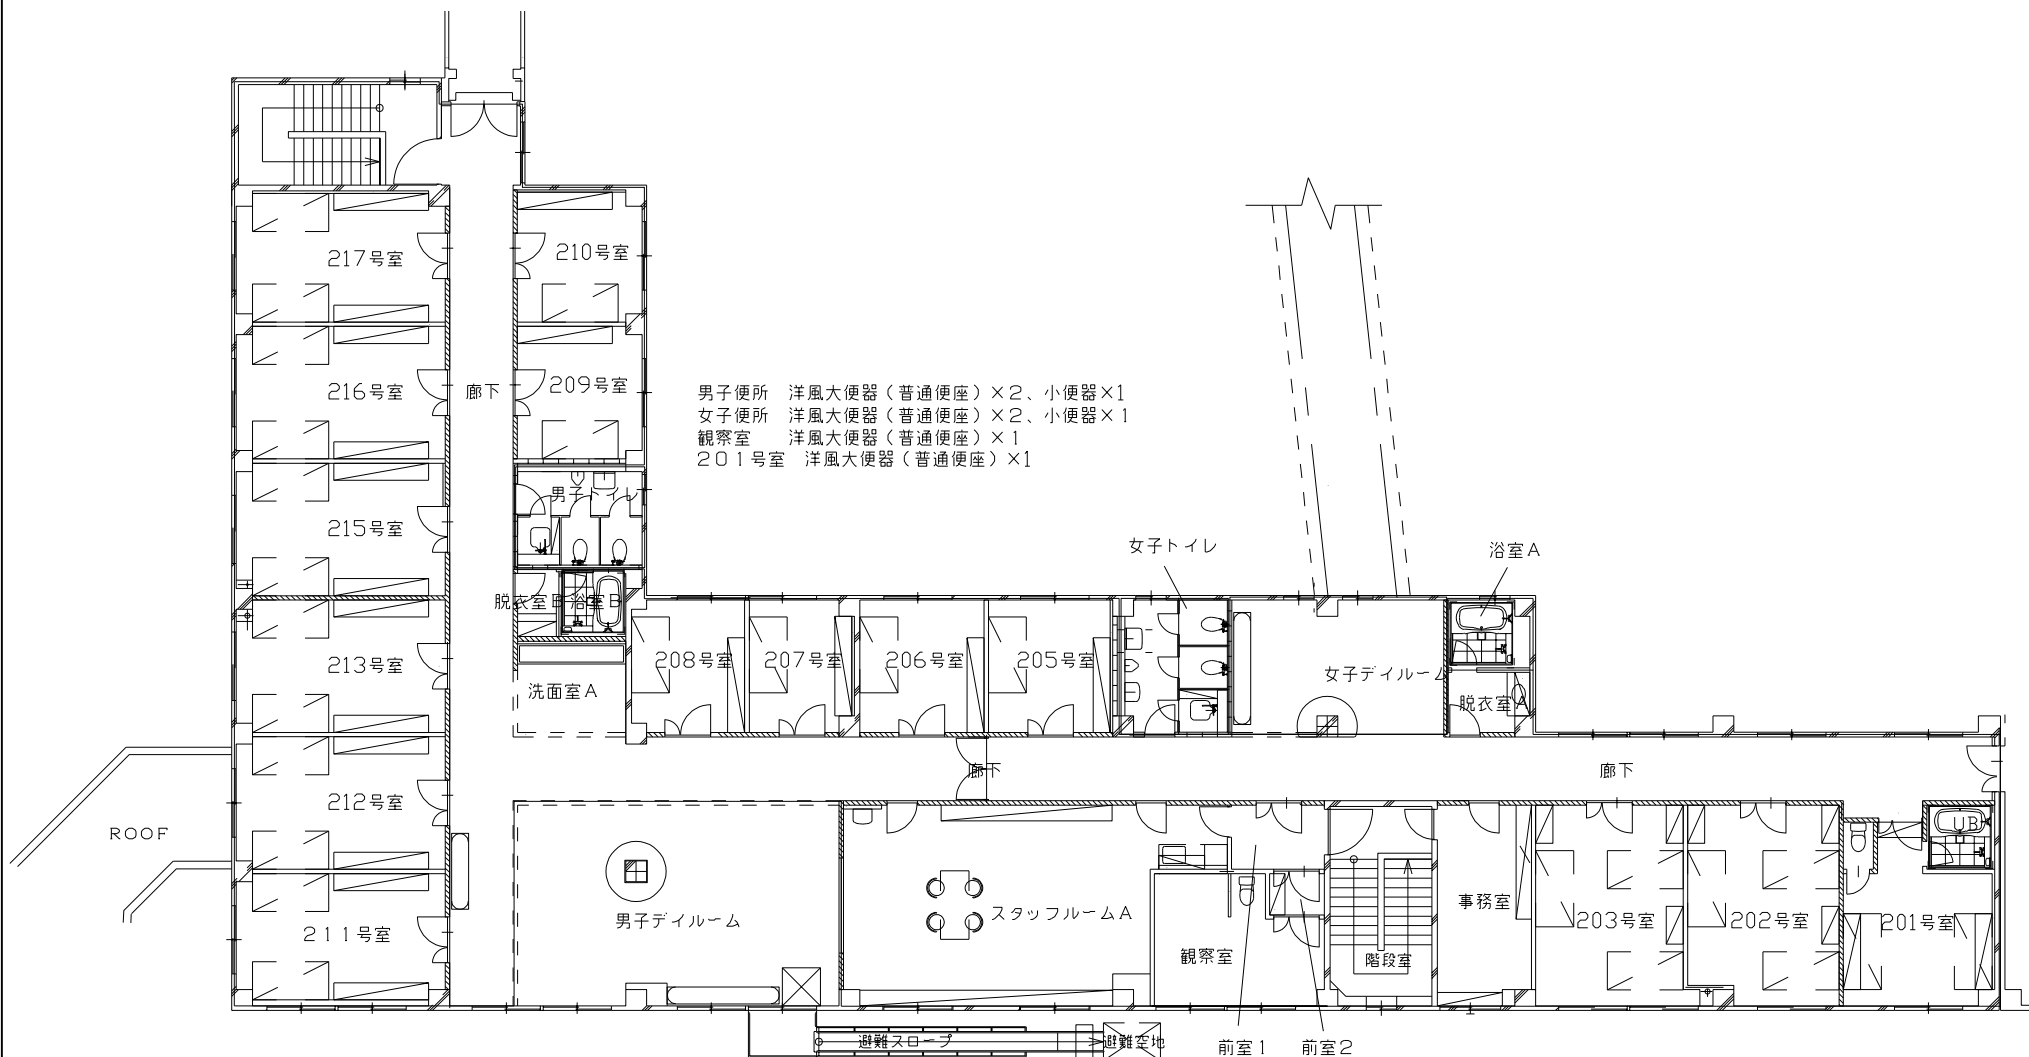 217号室
210号室
216号室
廊下
209号室
男子便所　洋風大便器（普通便座）×2、小便器×1
女子便所　洋風大便器（普通便座）×2、小便器×1
観察室　　洋風大便器（普通便座）×1
201号室　洋風大便器（普通便座）×1
男子トイレ
215号室
女子トイレ
浴室A
脱衣室B
浴室B
213号室
洗面室A
208号室
207号室
206号室
205号室
女子デイルーム
脱衣室A
廊下
廊下
212号室
ROOF
UB
211号室
男子デイルーム
スタッフルームA
観察室
階段室
事務室
203号室
202号室
201号室
避難スロープ
避難空地
前室1
前室2